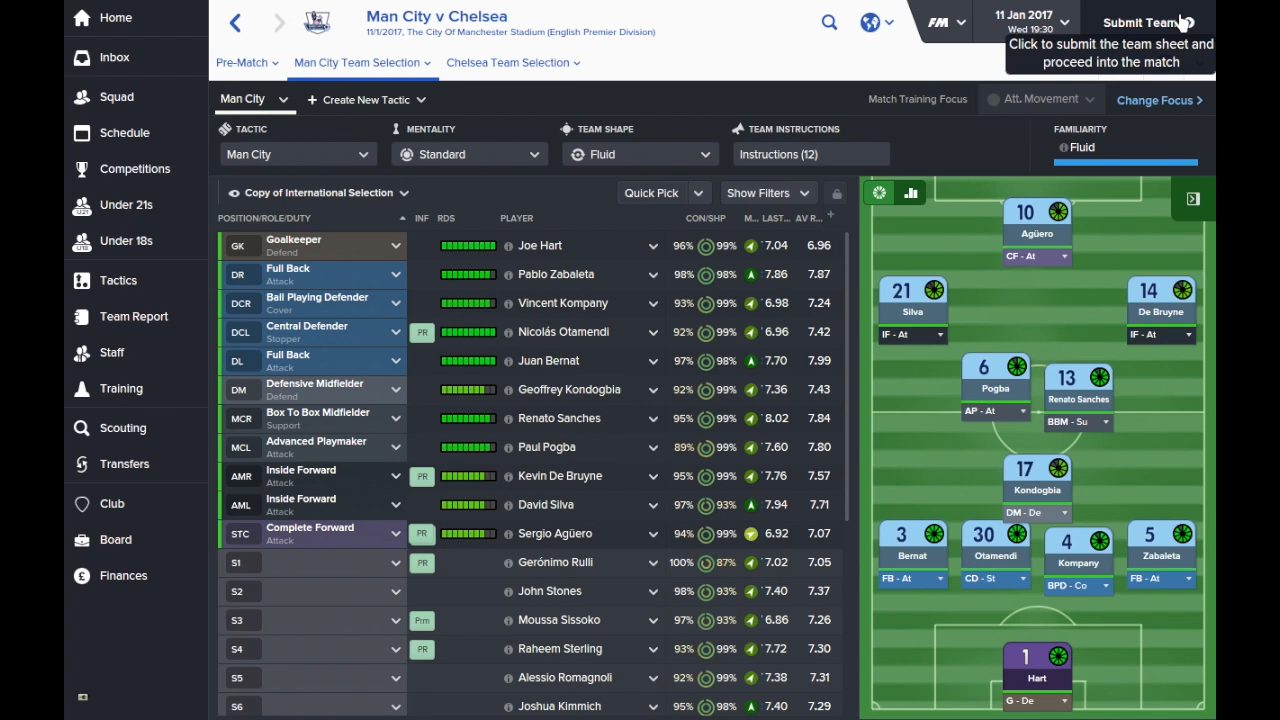 Home
Inbox
Squad
Schedule
Competitions
Under 21s
U21
Under 18s
U18
Tactics
Team Report
Staff
Training
Scouting
Transfers
Club
Board
Finances
Man City v Chelsea
11/1/2017, The City Of Manchester Stadium (English Premier Division)
FM
11 Jan 2017
Wed 19:30
Submit Team
Click to submit the team sheet and
proceed into the match
Pre-Match
Man City Team Selection
Chelsea Team Selection
Man City
+ Create New Tactic
Match Training Focus
Att. Movement
Change Focus >
TACTIC
MENTALITY
TEAM SHAPE
TEAM INSTRUCTIONS
FAMILIARITY
Man City
Standard
Fluid
Instructions (12)
Fluid
Copy of International Selection
Quick Pick
Show Filters
POSITION/ROLE/DUTY INF RDS PLAYER CON/SHP M... LAST... AV R... +
GK Goalkeeper Defend Joe Hart 96% 99% 7.04 6.96
DR Full Back Attack Pablo Zabaleta 98% 98% 7.86 7.87
DCR Ball Playing Defender Cover Vincent Kompany 93% 99% 6.98 7.24
DCL Central Defender Stopper PR Nicolás Otamendi 92% 99% 6.96 7.42
DL Full Back Attack Juan Bernat 97% 98% 7.70 7.99
DM Defensive Midfielder Defend Geoffrey Kondogbia 92% 99% 7.36 7.43
MCR Box To Box Midfielder Support Renato Sanches 95% 99% 8.02 7.84
MCL Advanced Playmaker Attack Paul Pogba 89% 99% 7.60 7.80
AMR Inside Forward Attack PR Kevin De Bruyne 95% 99% 7.76 7.57
AML Inside Forward Attack David Silva 97% 93% 7.94 7.71
STC Complete Forward Attack PR Sergio Agüero 94% 99% 6.92 7.07
S1 PR Gerónimo Rulli 100% 87% 7.02 7.05
S2 John Stones 98% 93% 7.40 7.37
S3 Prm Moussa Sissoko 97% 93% 6.86 7.26
S4 PR Raheem Sterling 93% 99% 7.72 7.30
S5 Alessio Romagnoli 92% 99% 7.38 7.31
S6 Joshua Kimmich 95% 98% 7.40 7.29
10
Agüero
CF - At
21
Silva
IF - At
14
De Bruyne
IF - At
6
Pogba
AP - At
13
Renato Sanches
BBM - Su
17
Kondogbia
DM - De
3
Bernat
FB - At
30
Otamendi
CD - St
4
Kompany
BPD - Co
5
Zabaleta
FB - At
1
Hart
G - De